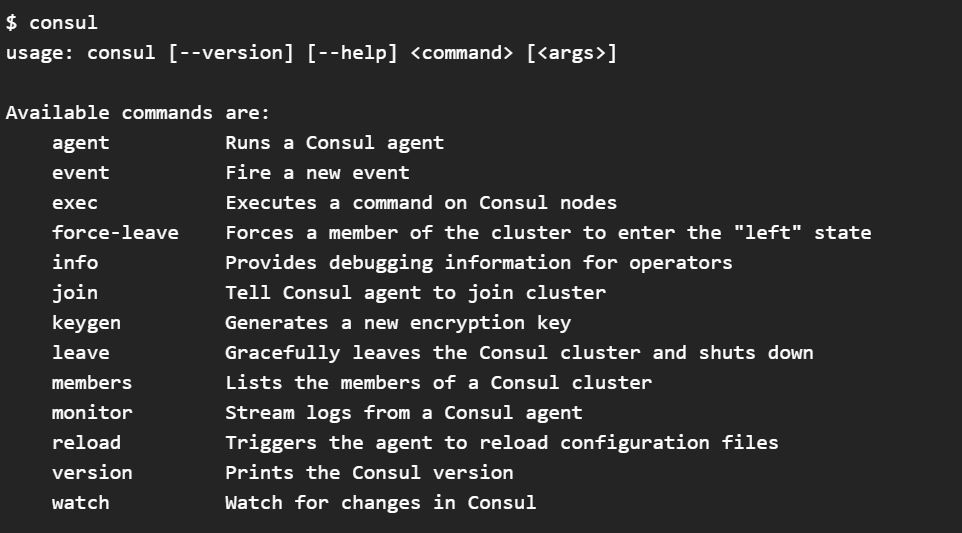 $ consul
usage: consul [--version] [--help] <command> [<args>]

Available commands are:
    agent          Runs a Consul agent
    event          Fire a new event
    exec           Executes a command on Consul nodes
    force-leave    Forces a member of the cluster to enter the "left" state
    info           Provides debugging information for operators
    join           Tell Consul agent to join cluster
    keygen         Generates a new encryption key
    leave          Gracefully leaves the Consul cluster and shuts down
    members        Lists the members of a Consul cluster
    monitor        Stream logs from a Consul agent
    reload         Triggers the agent to reload configuration files
    version        Prints the Consul version
    watch          Watch for changes in Consul